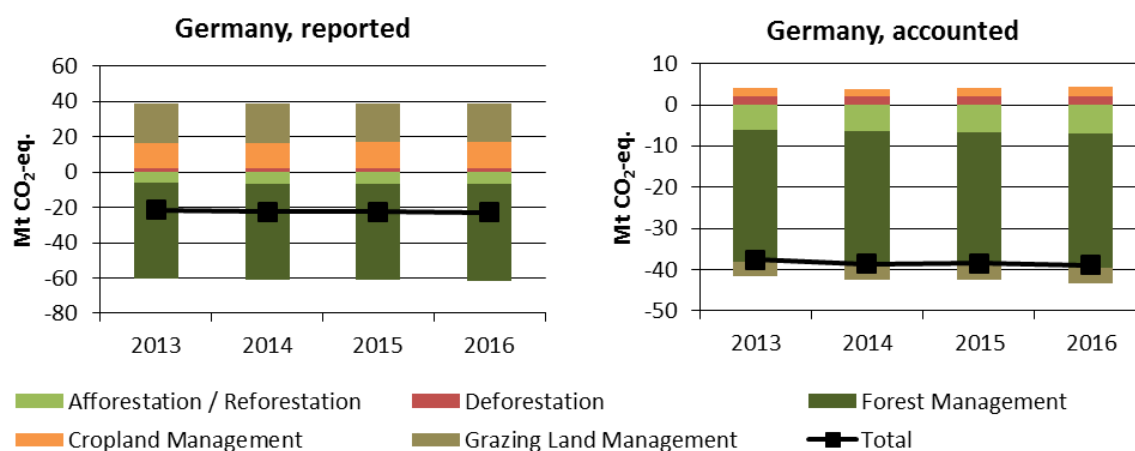 Germany, reported
Mt CO₂-eq.
60
40
20
0
-20
-40
-60
-80
2013 2014 2015 2016
Germany, accounted
Mt CO₂-eq.
10
0
-10
-20
-30
-40
-50
2013 2014 2015 2016
Afforestation / Reforestation Deforestation Forest Management
Cropland Management Grazing Land Management Total